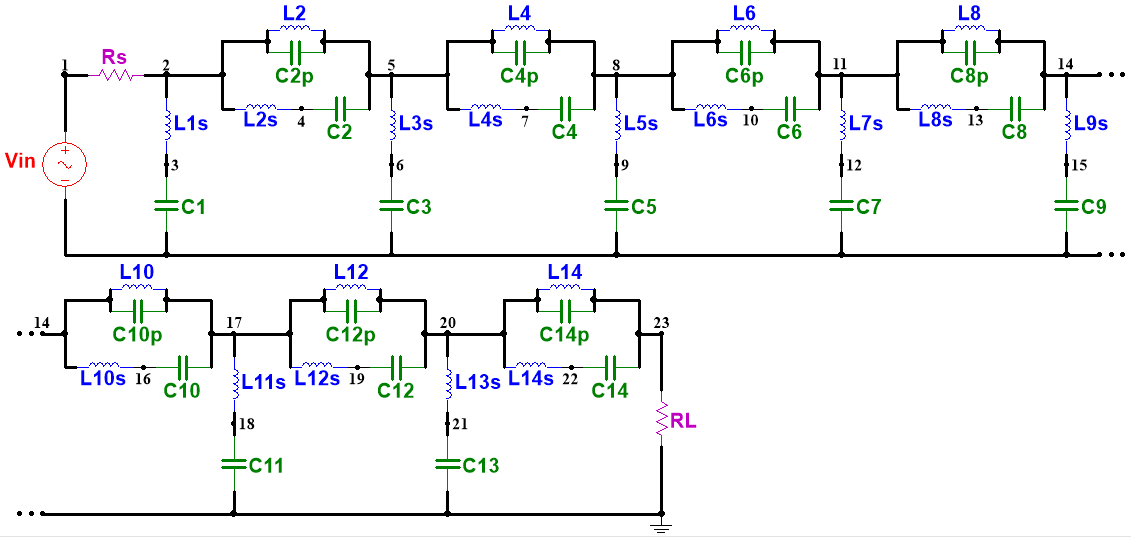 L2 L4 L6 L8
1 Rs 2 C2p 5 C4p 8 C6p 11 C8p 14
L1s L2s 4 C2 L3s L4s 7 C4 L5s L6s 10 C6 L7s L8s 13 C8 L9s
Vin 3 6 9 12 15
C1 C3 C5 C7 C9
L10 L12 L14
14 C10p 17 C12p 20 C14p 23
L10s 16 C10 L11s L12s 19 C12 L13s L14s 22 C14 RL
18 21
C11 C13